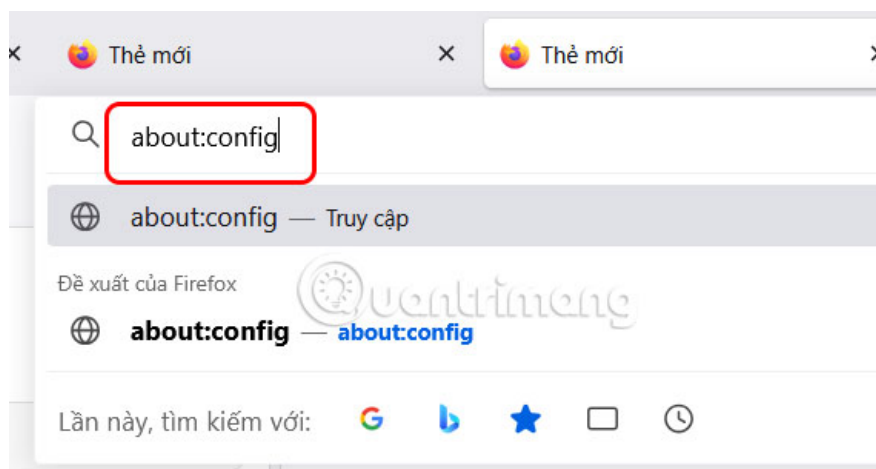 Thẻ mới
Thẻ mới
about:config
about:config — Truy cập
Đề xuất của Firefox
about:config — about:config
Quantrimang
Lần này, tìm kiếm với: